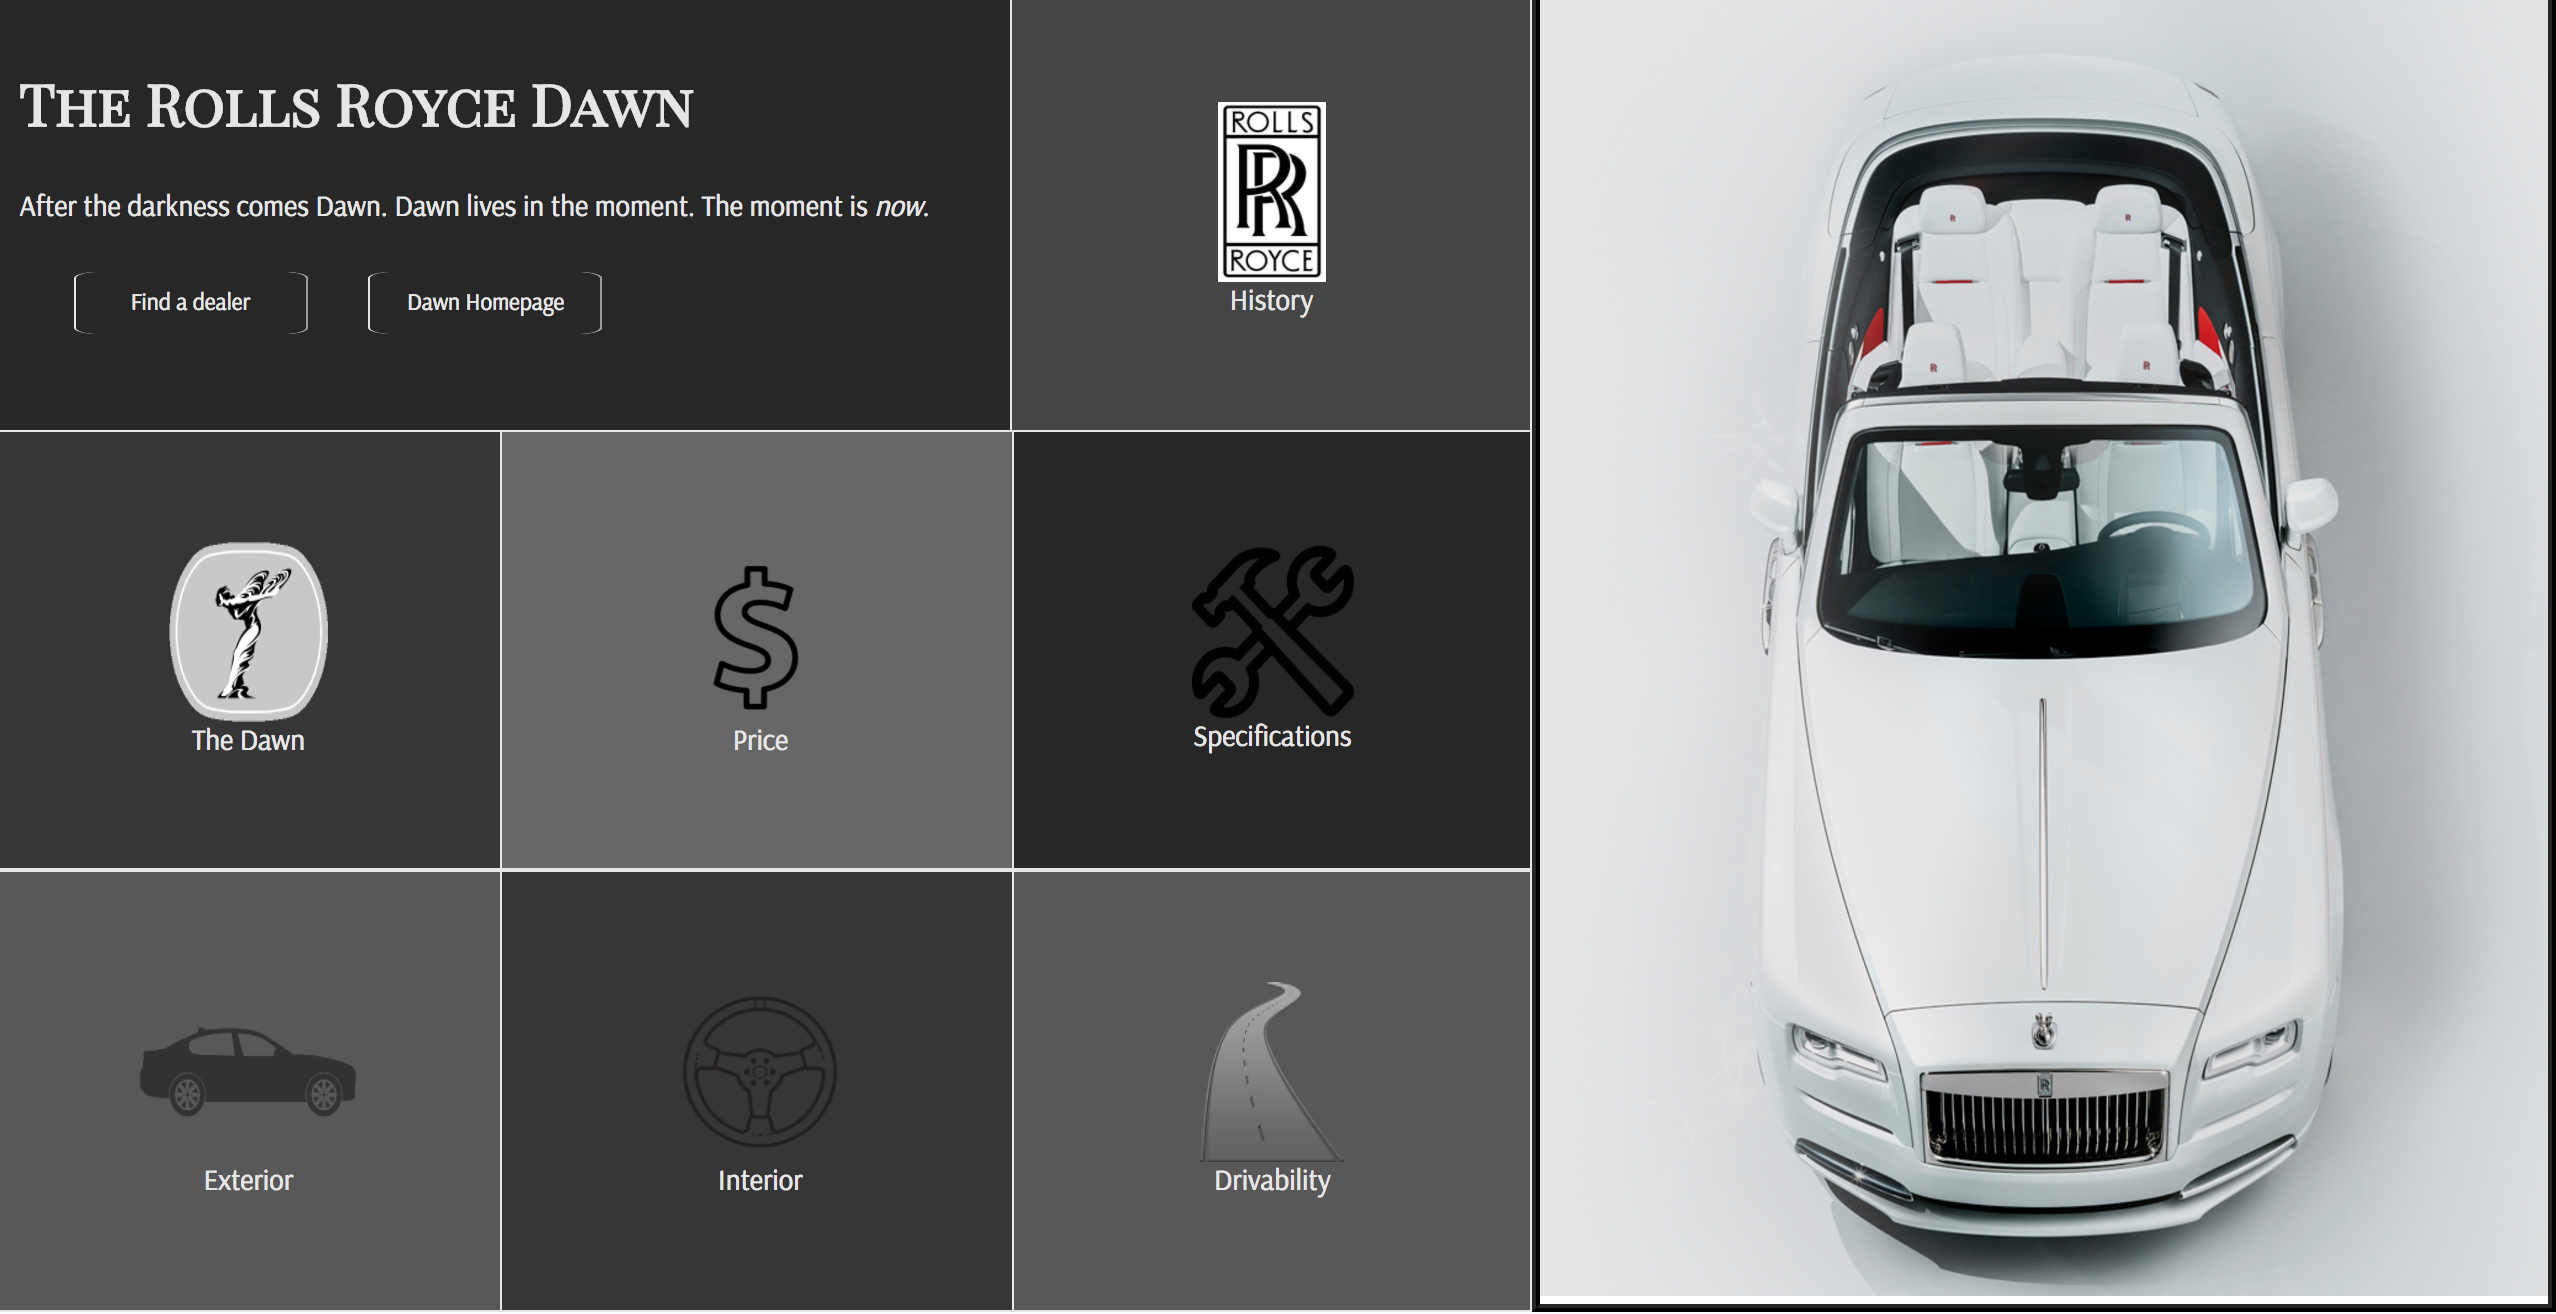 THE ROLLS ROYCE DAWN
After the darkness comes Dawn. Dawn lives in the moment. The moment is now.
Find a dealer
Dawn Homepage
ROLLS
RR
ROYCE
History
The Dawn
$
Price
Specifications
Exterior
Interior
Drivability
R
R
R
R
R